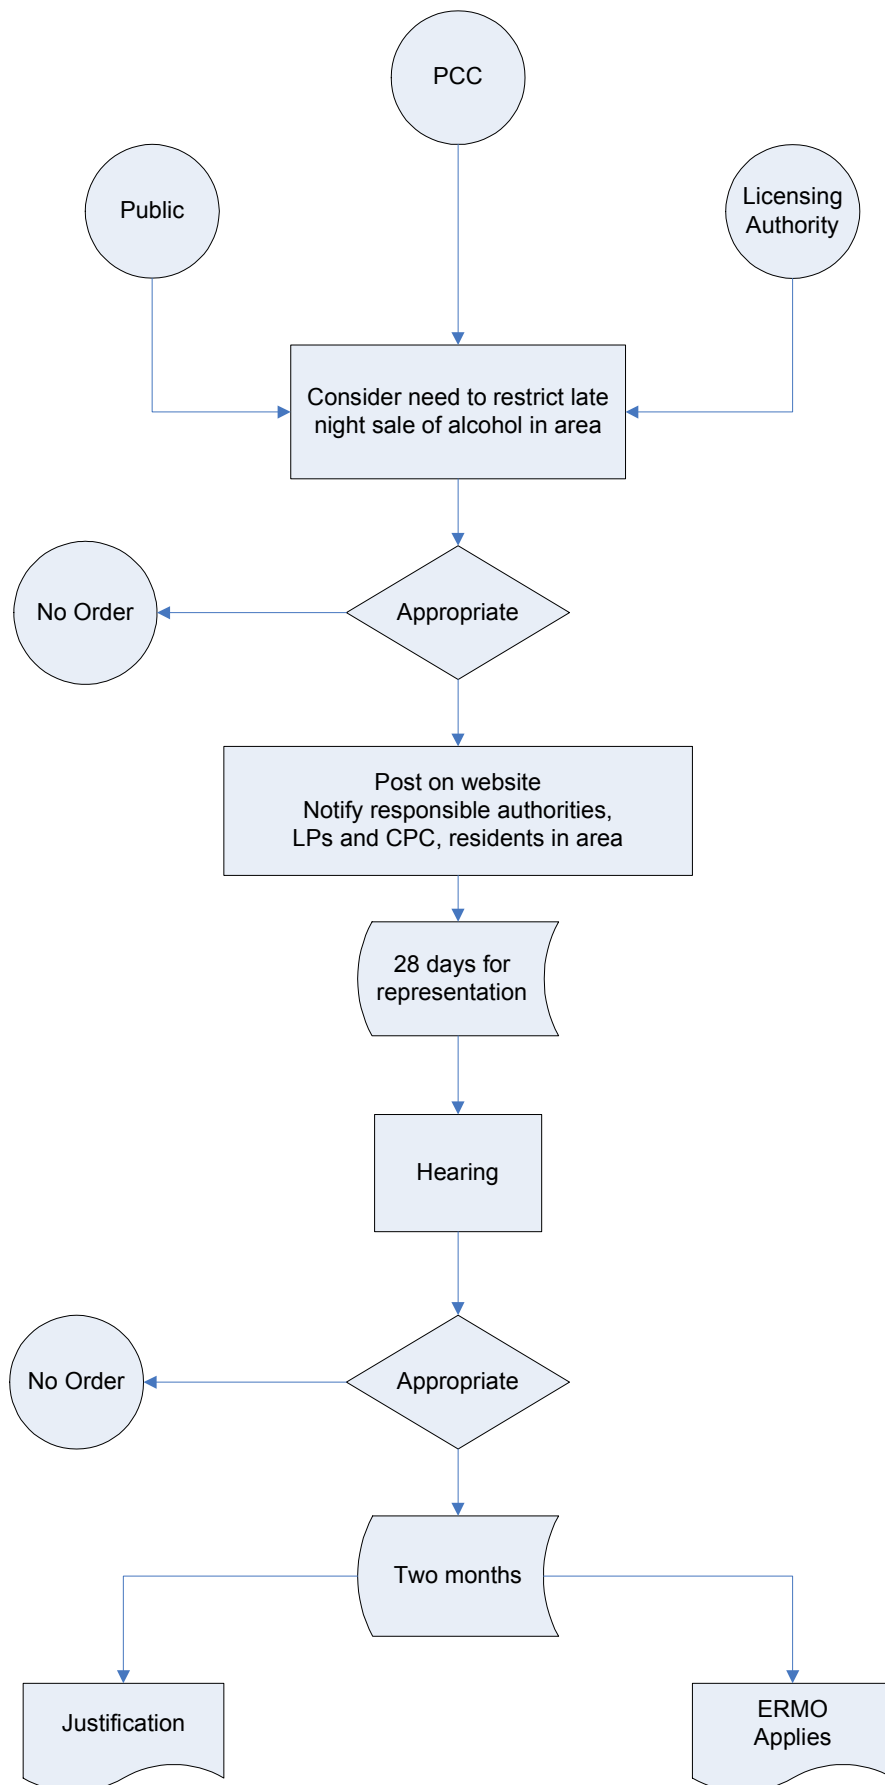 PCC
Public
Licensing
Authority
Consider need to restrict late
night sale of alcohol in area
No Order
Appropriate
Post on website
Notify responsible authorities,
LPs and CPC, residents in area
28 days for
representation
Hearing
No Order
Appropriate
Two months
Justification
ERMO
Applies